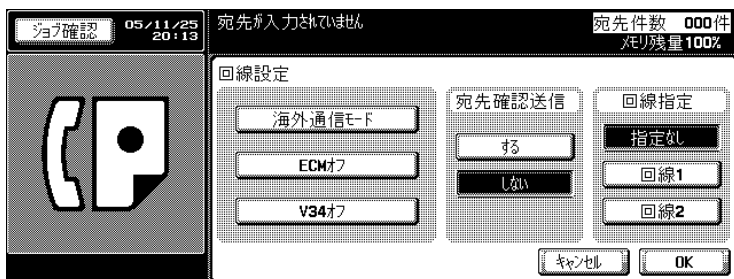 ジョブ確認
05/11/25
20:13
宛先が入力されていません
宛先件数 000件
メモリ残量100%
回線設定
海外通信モード
ECMオフ
V34オフ
宛先確認送信
する
しない
回線指定
指定なし
回線1
回線2
キャンセル
OK